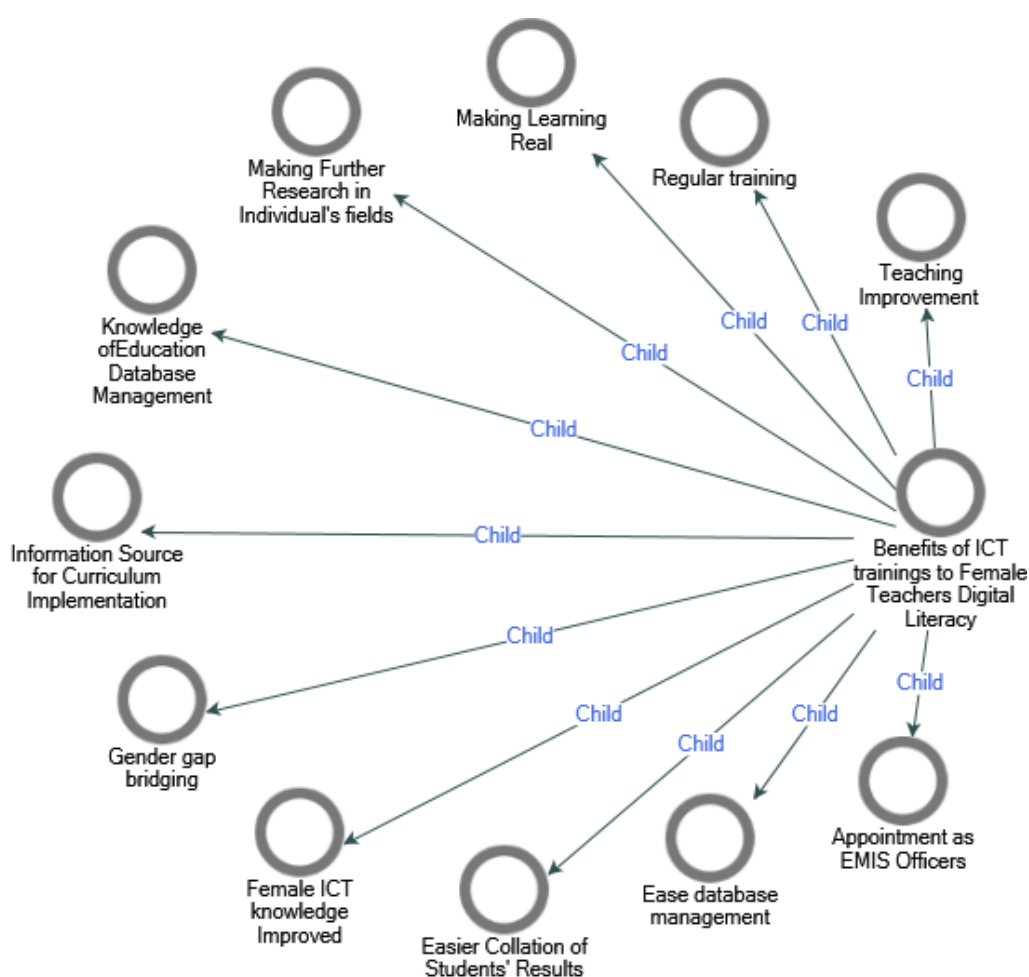 Making Learning
Real
Making Further
Research in
Individual's fields
Regular training
Teaching
Improvement
Knowledge
ofEducation
Database
Management
Child
Child
Child
Child
Child
Information Source
for Curriculum
Implementation
Child
Benefits of ICT
trainings to Female
Teachers Digital
Literacy
Child
Child
Child
Child
Child
Gender gap
bridging
Female ICT
knowledge
Improved
Easier Collation of
Students' Results
Ease database
management
Appointment as
EMIS Officers